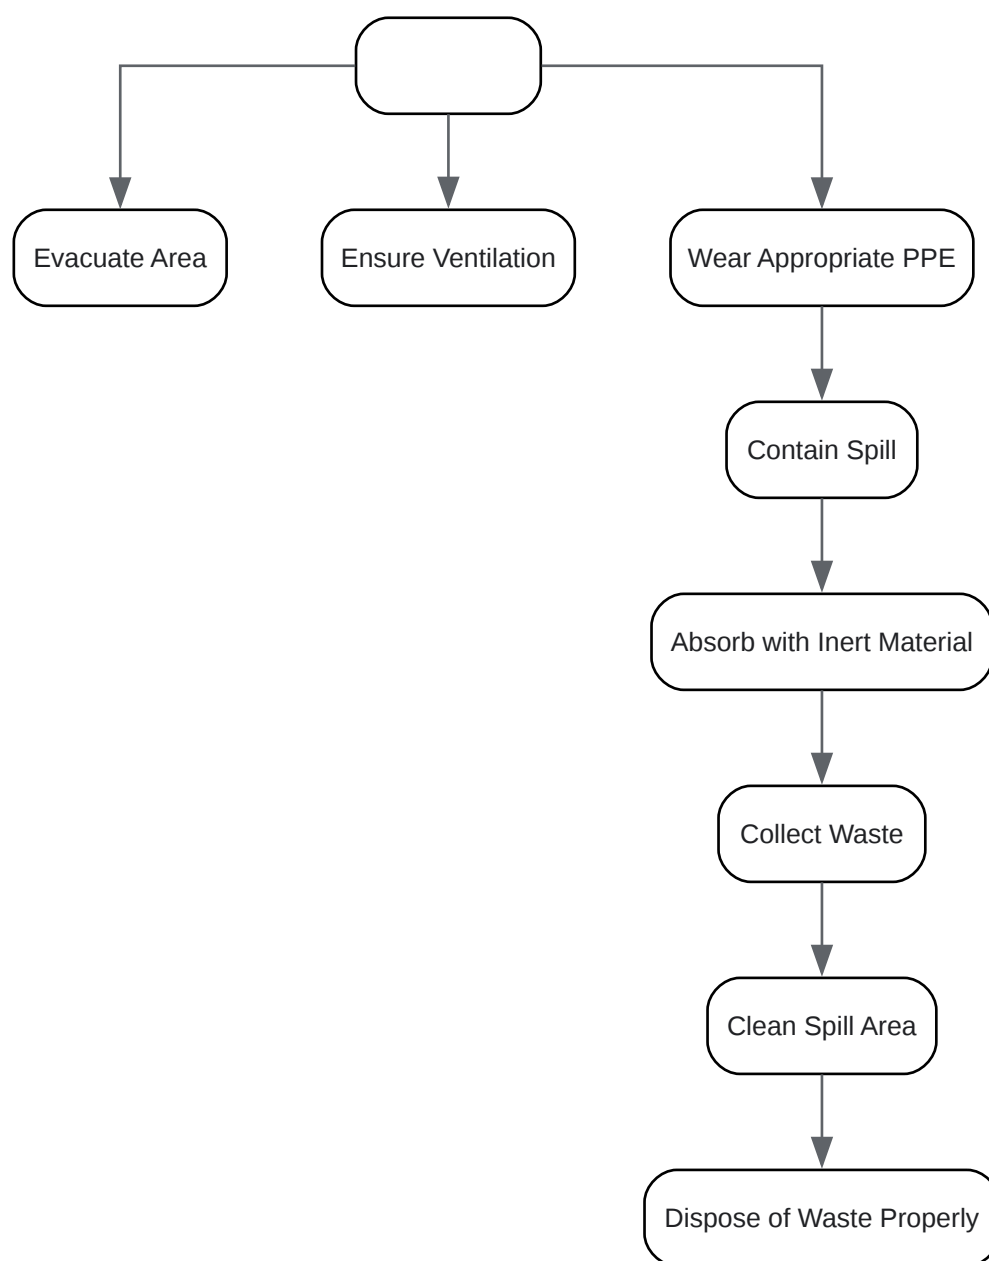 Evacuate Area
Ensure Ventilation
Wear Appropriate PPE
Contain Spill
Absorb with Inert Material
Collect Waste
Clean Spill Area
Dispose of Waste Properly